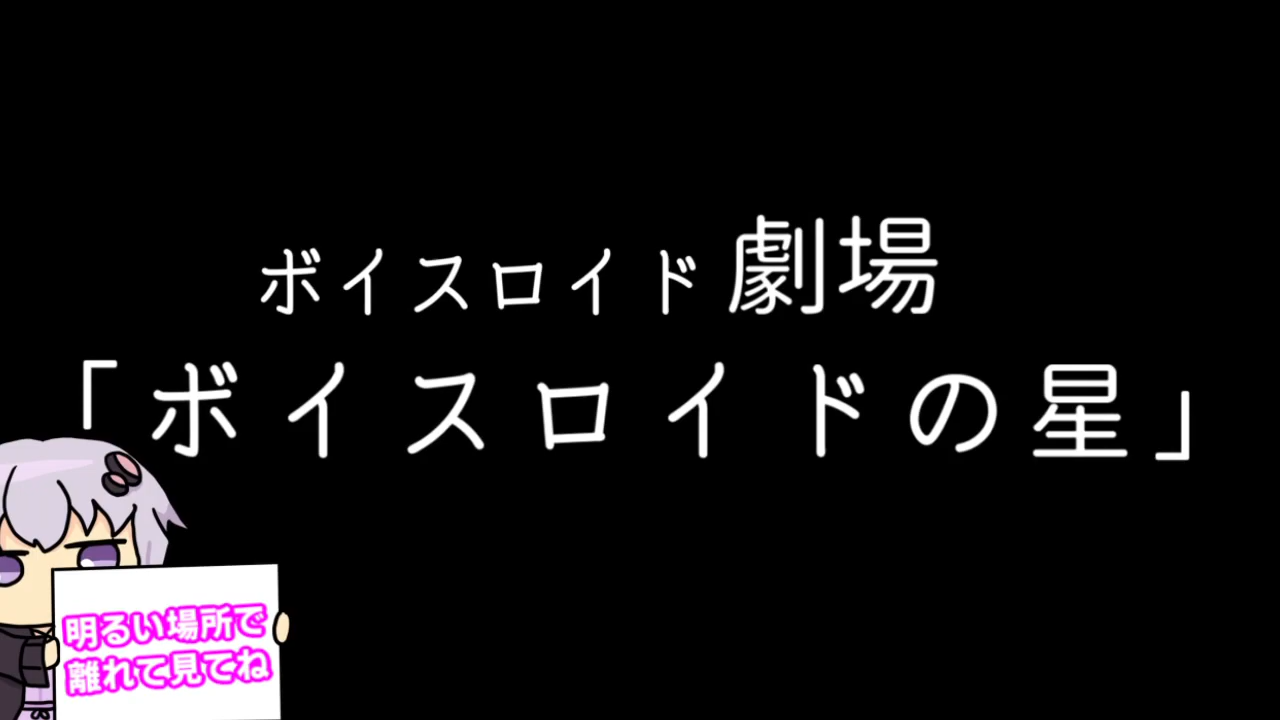 ボイスロイド劇場
「ボイスロイドの星」
明るい場所で
離れて見てね